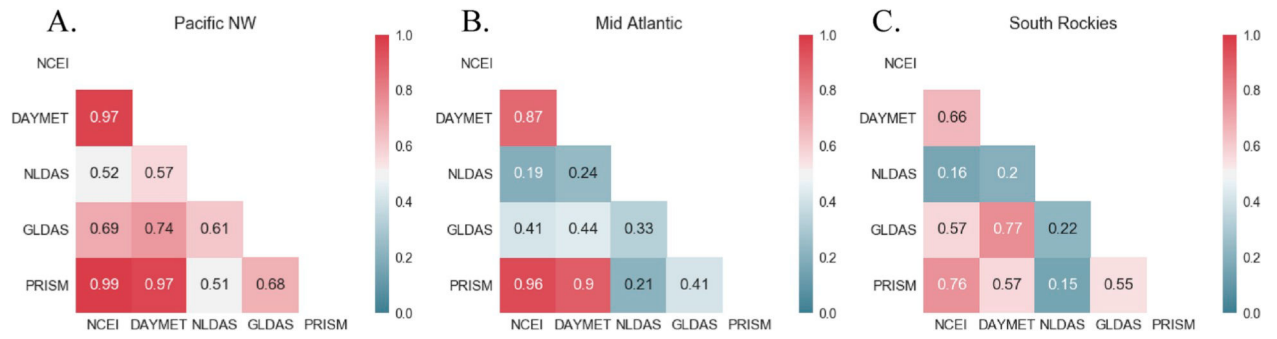 A. Pacific NW
NCEI
DAYMET 0.97
NLDAS 0.52 0.57
GLDAS 0.69 0.74 0.61
PRISM 0.99 0.97 0.51 0.68
NCEI DAYMET NLDAS GLDAS PRISM
1.0
0.8
0.6
0.4
0.2
0.0
B. Mid Atlantic
NCEI
DAYMET 0.87
NLDAS 0.19 0.24
GLDAS 0.41 0.44 0.33
PRISM 0.96 0.9 0.21 0.41
NCEI DAYMET NLDAS GLDAS PRISM
1.0
0.8
0.6
0.4
0.2
0.0
C. South Rockies
NCEI
DAYMET 0.66
NLDAS 0.16 0.2
GLDAS 0.57 0.77 0.22
PRISM 0.76 0.57 0.15 0.55
NCEI DAYMET NLDAS GLDAS PRISM
1.0
0.8
0.6
0.4
0.2
0.0